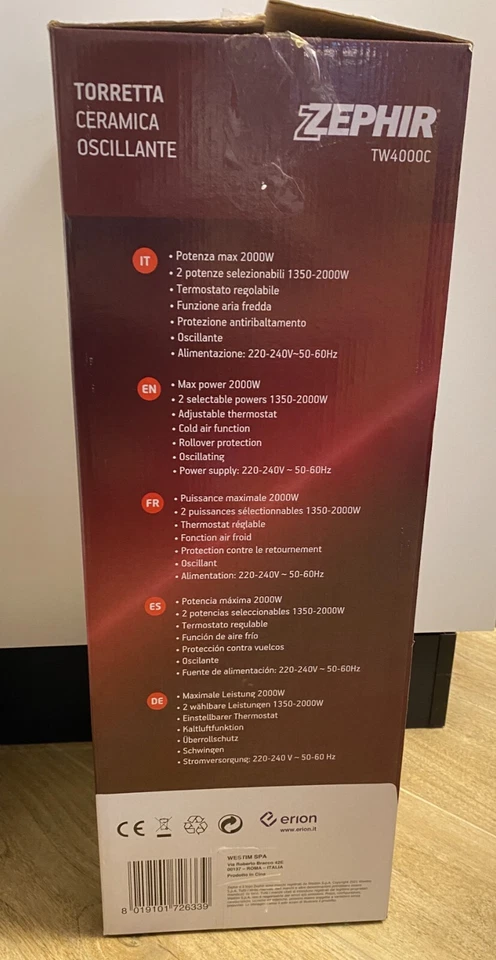 TORRETTA
CERAMICA
OSCILLANTE
ZEPHIR
TW4000C
IT
• Potenza max 2000W
• 2 potenze selezionabili 1350-2000W
• Termostato regolabile
• Funzione aria fredda
• Protezione antiribaltamento
• Oscillante
• Alimentazione: 220-240V~50-60Hz
EN
• Max power 2000W
• 2 selectable powers 1350-2000W
• Adjustable thermostat
• Cold air function
• Rollover protection
• Oscillating
• Power supply: 220-240V ~ 50-60Hz
FR
• Puissance maximale 2000W
• 2 puissances sélectionnables 1350-2000W
• Thermostat réglable
• Fonction air froid
• Protection contre le retournement
• Oscillant
• Alimentation: 220-240V ~ 50-60Hz
ES
• Potencia máxima 2000W
• 2 potencias seleccionables 1350-2000W
• Termostato regulable
• Función de aire frío
• Protección contra vuelcos
• Oscilante
• Fuente de alimentación: 220-240V ~ 50-60Hz
DE
• Maximale Leistung 2000W
• 2 wählbare Leistungen 1350-2000W
• Einstellbarer Thermostat
• Kaltluftfunktion
• Überrollschutz
• Schwingen
• Stromversorgung: 220-240 V ~ 50-60 Hz
CE
erion
www.erion.it
WESTIM SPA
Via Roberto Bracco 42G
00137 – ROMA – ITALIA
Prodotto in Cina
8 019101 726339